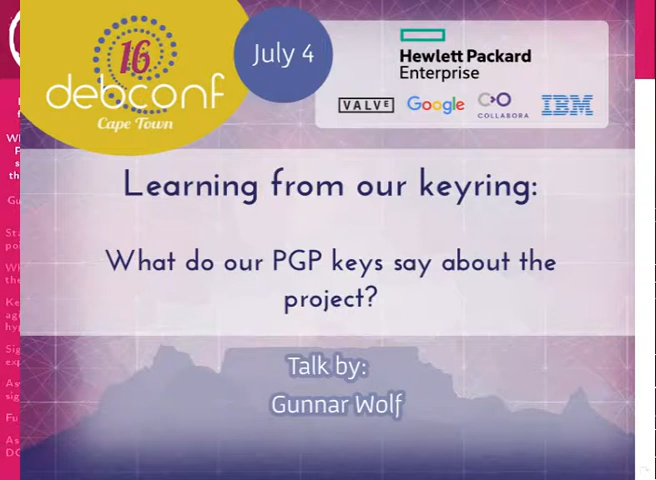 16
debconf
Cape Town
July 4
Hewlett Packard
Enterprise
VALVE
Google
COLLABORA
IBM
Learning from our keyring:
What do our PGP keys say about the
project?
Talk by:
Gunnar Wolf